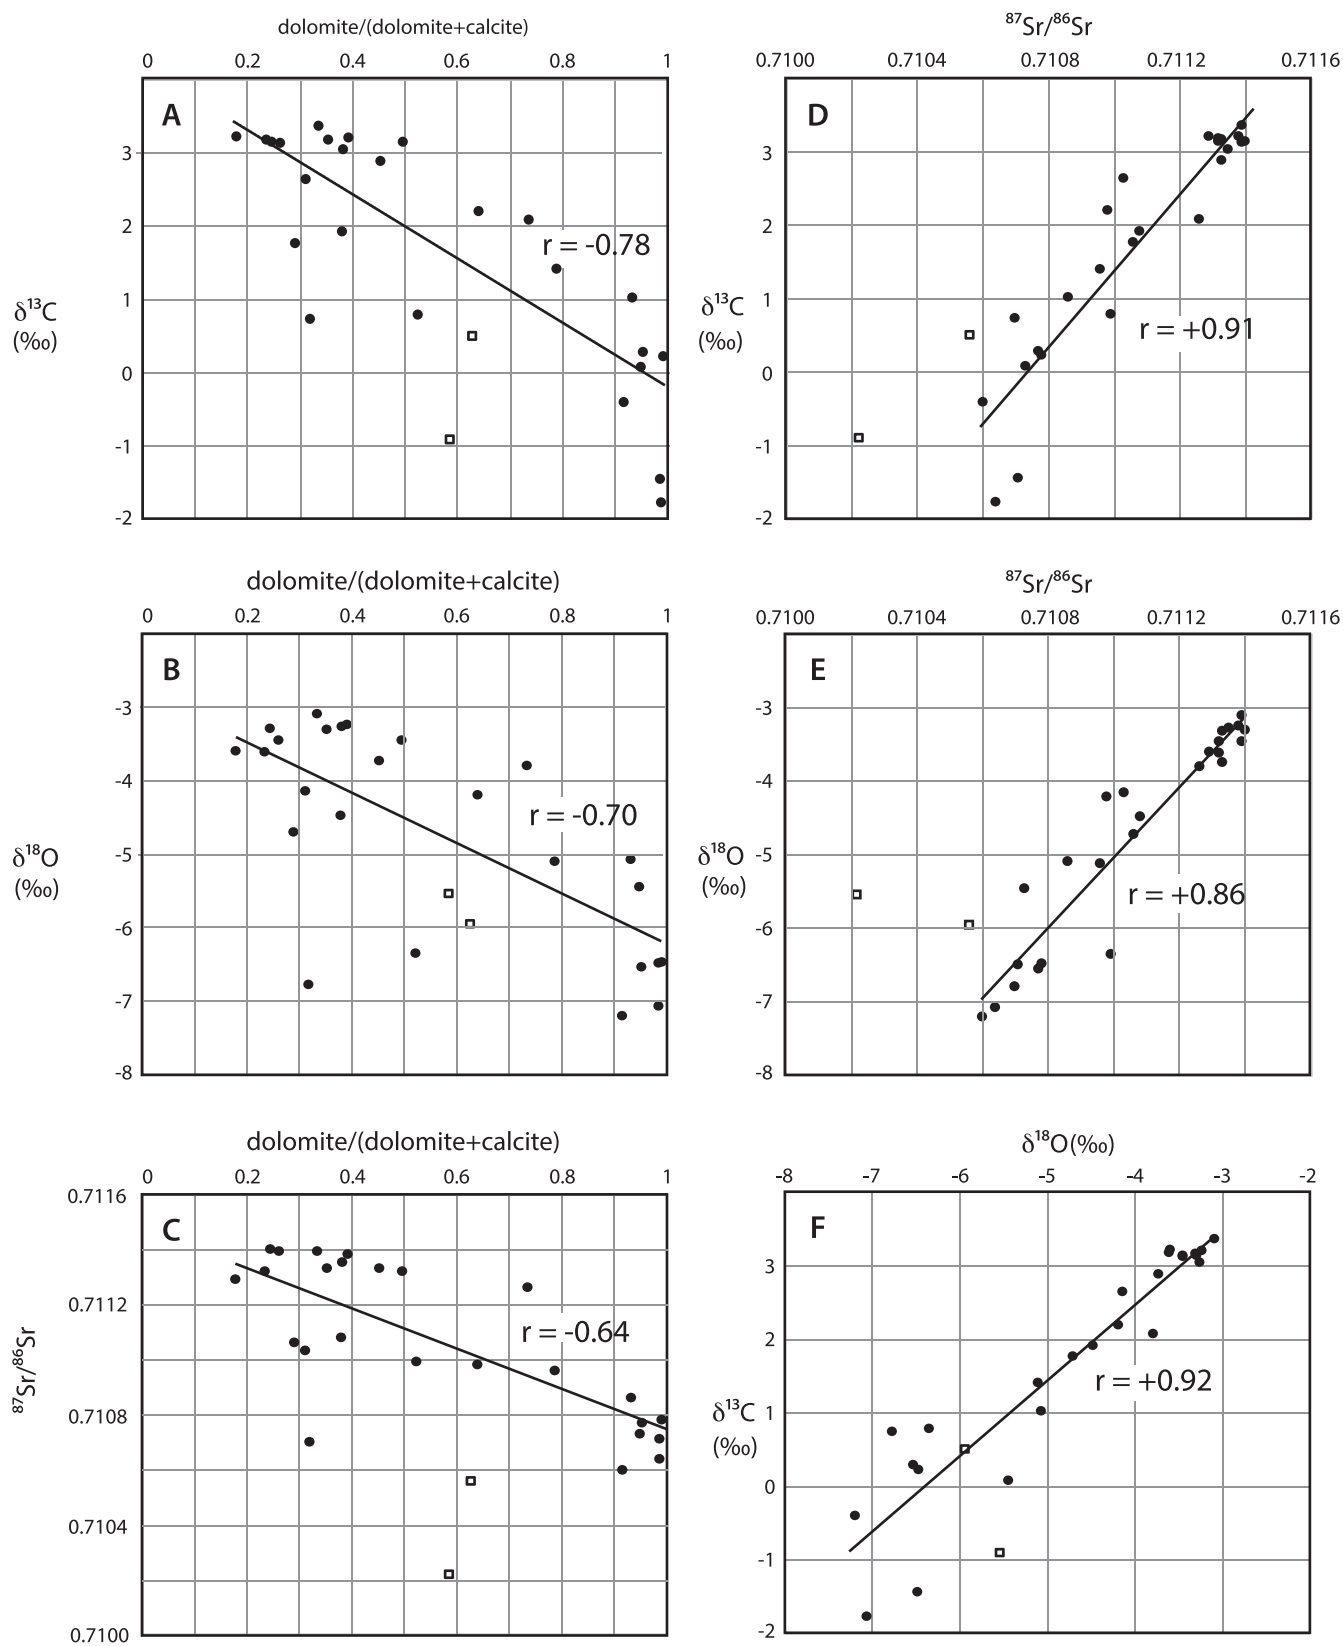 dolomite/(dolomite+calcite)
0 0.2 0.4 0.6 0.8 1
A
3
2
1
0
-1
-2
δ¹³C
(‰)
r = -0.78
⁸⁷Sr/⁸⁶Sr
0.7100 0.7104 0.7108 0.7112 0.7116
D
3
2
1
0
-1
-2
δ¹³C
(‰)
r = +0.91
dolomite/(dolomite+calcite)
0 0.2 0.4 0.6 0.8 1
B
-3
-4
-5
-6
-7
-8
δ¹⁸O
(‰)
r = -0.70
⁸⁷Sr/⁸⁶Sr
0.7100 0.7104 0.7108 0.7112 0.7116
E
-3
-4
-5
-6
-7
-8
δ¹⁸O
(‰)
r = +0.86
dolomite/(dolomite+calcite)
0 0.2 0.4 0.6 0.8 1
C
0.7116
0.7112
0.7108
0.7104
0.7100
⁸⁷Sr/⁸⁶Sr
r = -0.64
δ¹⁸O(‰)
-8 -7 -6 -5 -4 -3 -2
F
3
2
1
0
-1
-2
δ¹³C
(‰)
r = +0.92